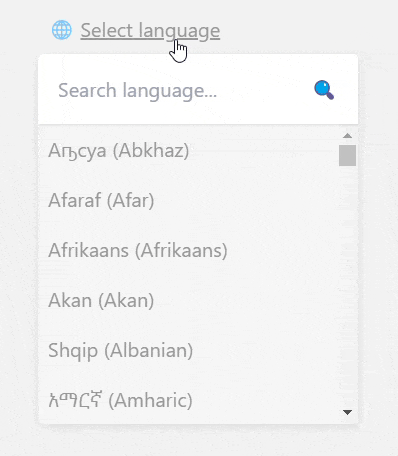 Select language
Search language...
Аҧсуа (Abkhaz)
Afaraf (Afar)
Afrikaans (Afrikaans)
Akan (Akan)
Shqip (Albanian)
አማርኛ (Amharic)